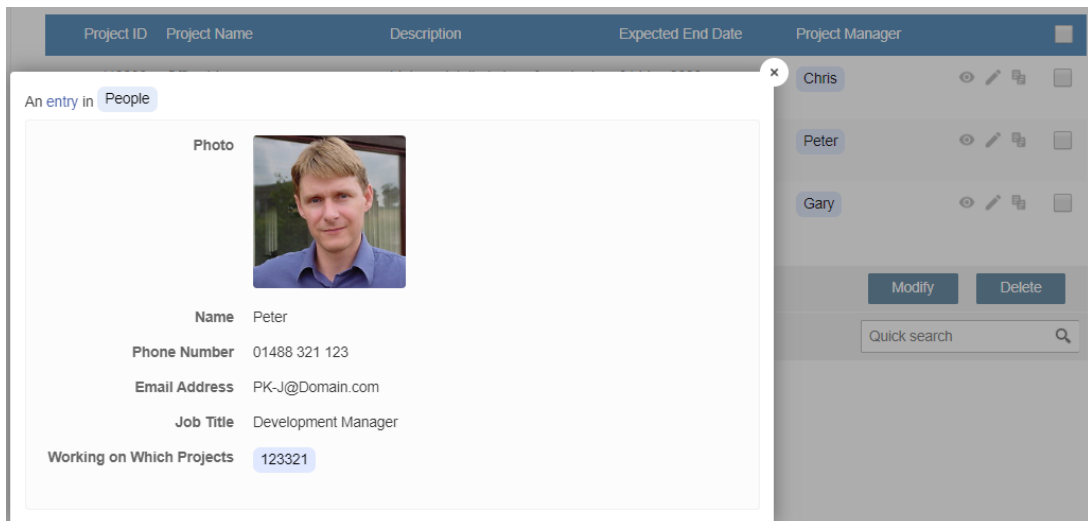 Project ID Project Name Description Expected End Date Project Manager
An entry in People
Chris
Photo
Peter
Gary
Modify Delete
Name Peter
Quick search
Phone Number 01488 321 123
Email Address PK-J@Domain.com
Job Title Development Manager
Working on Which Projects 123321